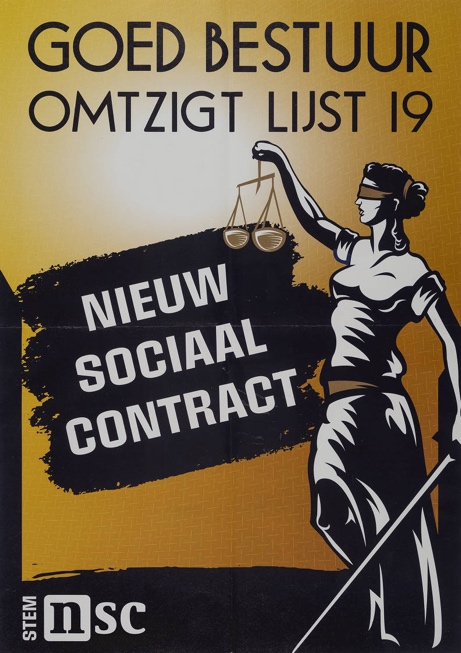 GOED BESTUUR
OMTZIGT LIJST 19
NIEUW
SOCIAAL
CONTRACT
STEM
nsc